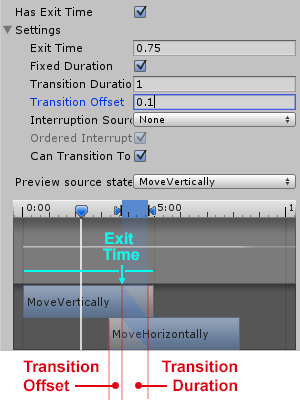 Has Exit Time
Settings
Exit Time 0.75
Fixed Duration
Transition Duratio 1
Transition Offset 0.1
Interruption Sourc None
Ordered Interrupt
Can Transition To
Preview source state MoveVertically
0:00 5:00 1
Exit
Time
MoveVertically
MoveHorizontally
Transition Transition
Offset Duration